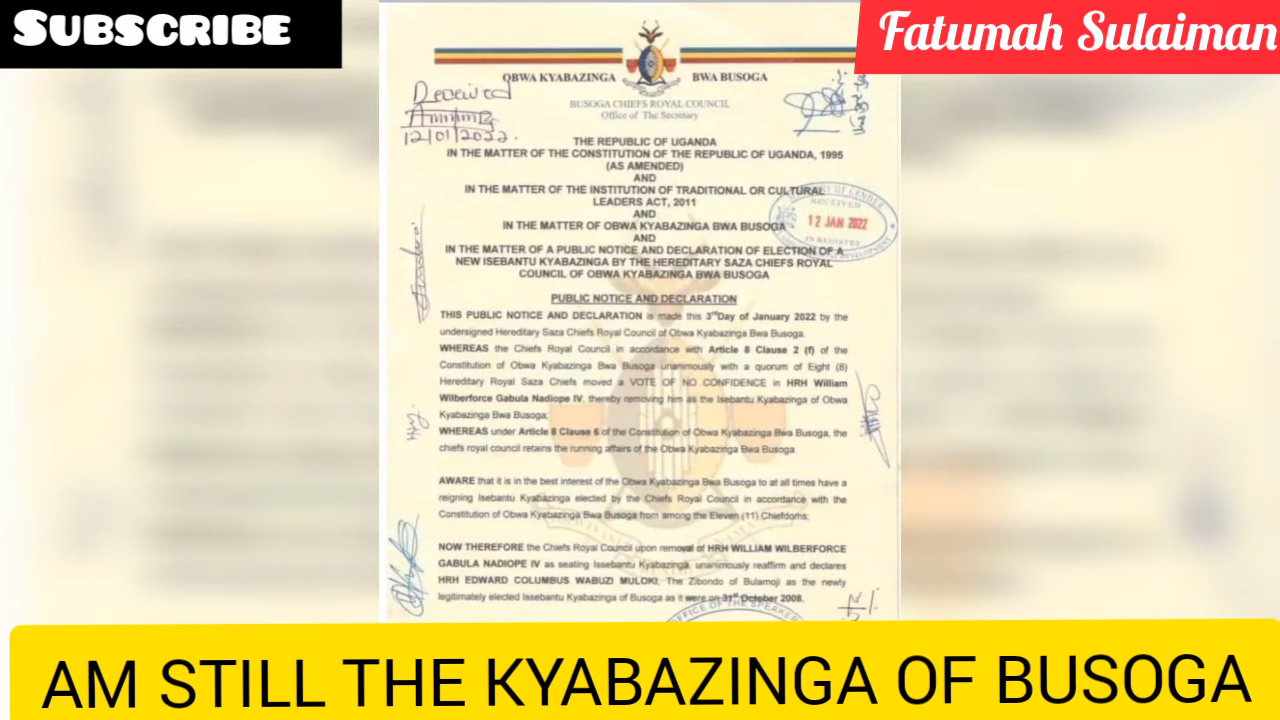 SUBSCRIBE
Fatumah Sulaiman
OBWA KYABAZINGA BWA BUSOGA
BUSOGA CHIEFS ROYAL COUNCIL
Office of The Secretary
Received
12/01/2022.
THE REPUBLIC OF UGANDA
IN THE MATTER OF THE CONSTITUTION OF THE REPUBLIC OF UGANDA, 1995
(AS AMENDED)
AND
IN THE MATTER OF THE INSTITUTION OF TRADITIONAL OR CULTURAL
LEADERS ACT, 2011
AND
IN THE MATTER OF OBWA KYABAZINGA BWA BUSOGA
AND
IN THE MATTER OF A PUBLIC NOTICE AND DECLARATION OF ELECTION OF A
NEW ISEBANTU KYABAZINGA BY THE HEREDITARY SAZA CHIEFS ROYAL
COUNCIL OF OBWA KYABAZINGA BWA BUSOGA
OF GENDER
RECEIVED
12 JAN 2022
IN REGISTRY
PUBLIC NOTICE AND DECLARATION
THIS PUBLIC NOTICE AND DECLARATION is made this 3rd Day of January 2022 by the
undersigned Hereditary Saza Chiefs Royal Council of Obwa Kyabazinga Bwa Busoga.
WHEREAS the Chiefs Royal Council in accordance with Article 8 Clause 2 (f) of the
Constitution of Obwa Kyabazinga Bwa Busoga unanimously with a quorum of Eight (8)
Hereditary Royal Saza Chiefs moved a VOTE OF NO CONFIDENCE in HRH William
Wilberforce Gabula Nadiope IV, thereby removing him as the Isebantu Kyabazinga of Obwa
Kyabazinga Bwa Busoga;
WHEREAS under Article 8 Clause 6 of the Constitution of Obwa Kyabazinga Bwa Busoga, the
chiefs royal council retains the running affairs of the Obwa Kyabazinga Bwa Busoga.
AWARE that it is in the best interest of the Obwa Kyabazinga Bwa Busoga to at all times have a
reigning Isebantu Kyabazinga elected by the Chiefs Royal Council in accordance with the
Constitution of Obwa Kyabazinga Bwa Busoga from among the Eleven (11) Chiefdoms;
NOW THEREFORE the Chiefs Royal Council upon removal of HRH WILLIAM WILBERFORCE
GABULA NADIOPE IV as seating Issebantu Kyabazinga, unanimously reaffirm and declares
HRH EDWARD COLUMBUS WABUZI MULOKI, The Zibondo of Bulamoji as the newly
legitimately elected Issebantu Kyabazinga of Busoga as it were on 31st October 2008.
OFFICE OF THE SPEAKER
AM STILL THE KYABAZINGA OF BUSOGA